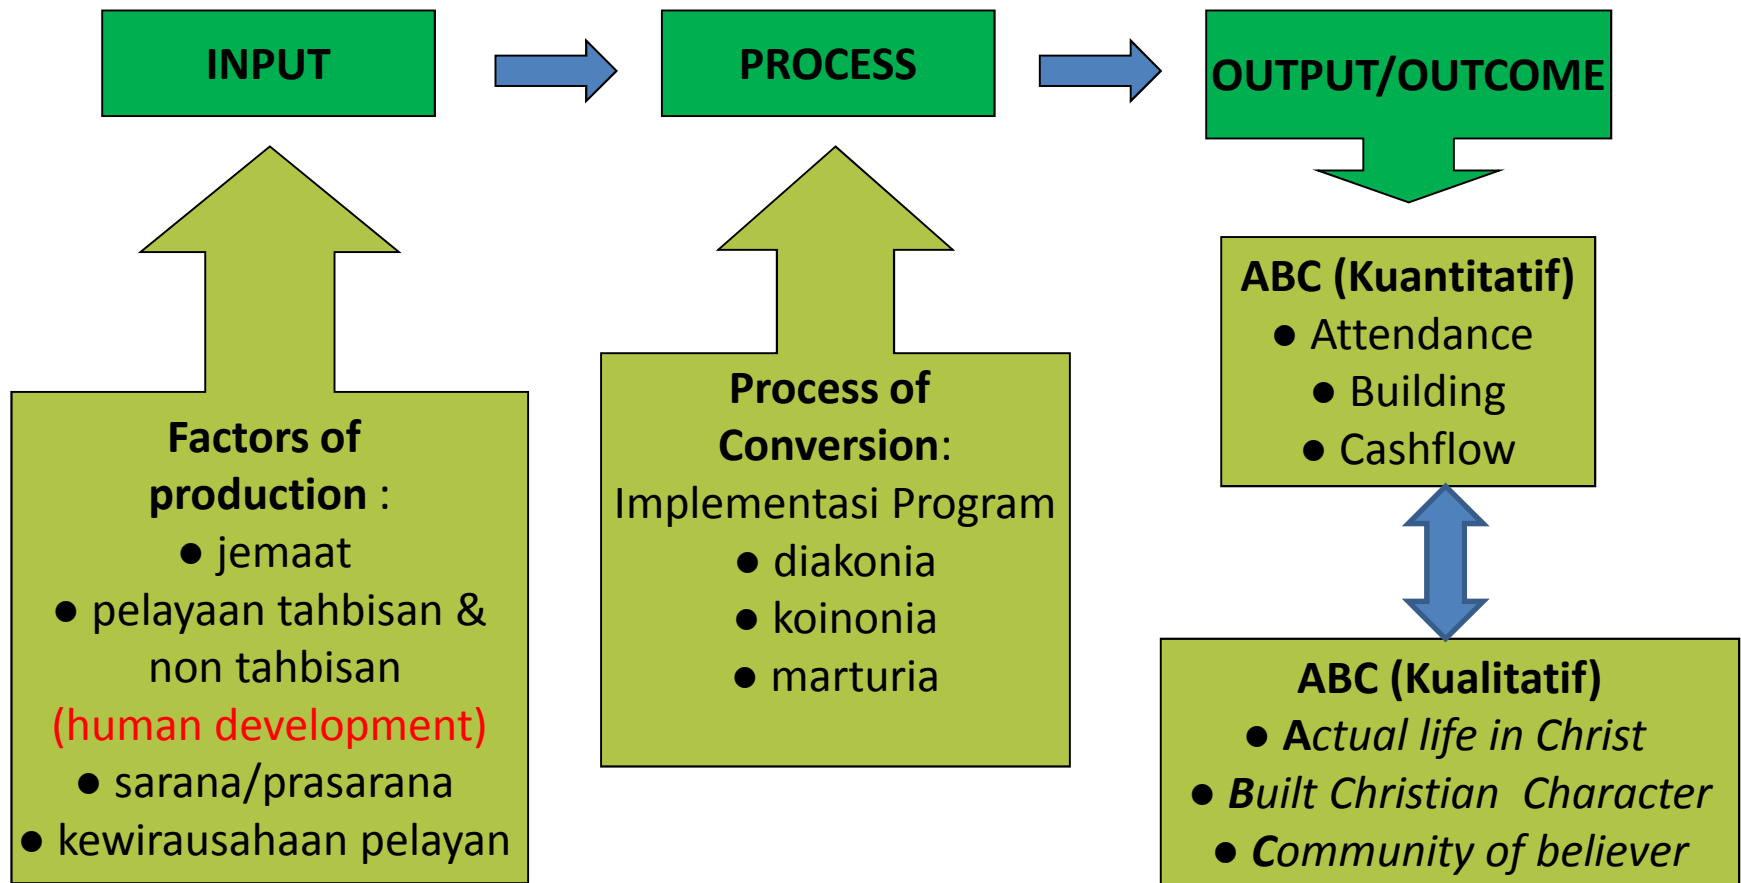 INPUT
PROCESS
OUTPUT/OUTCOME
Factors of
production :
● jemaat
● pelayaan tahbisan &
non tahbisan
(human development)
● sarana/prasarana
● kewirausahaan pelayan
Process of
Conversion:
Implementasi Program
● diakonia
● koinonia
● marturia
ABC (Kuantitatif)
● Attendance
● Building
● Cashflow
ABC (Kualitatif)
● Actual life in Christ
● Built Christian Character
● Community of believer